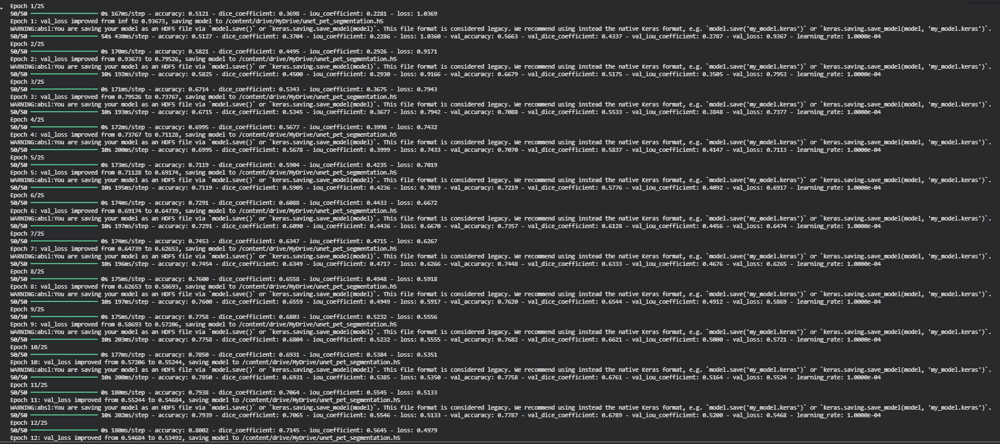 Epoch 1/25
50/50 ━━━━━━━━━━━━━━━━━━━━ 0s 167ms/step - accuracy: 0.5121 - dice_coefficient: 0.3698 - iou_coefficient: 0.2281 - loss: 1.0369
Epoch 1: val_loss improved from inf to 0.93673, saving model to /content/drive/MyDrive/unet_pet_segmentation.h5
WARNING:absl:You are saving your model as an HDF5 file via `model.save()` or `keras.saving.save_model(model)`. This file format is considered legacy. We recommend using instead the native Keras format, e.g. `model.save('my_model.keras')` or `keras.saving.save_model(model, 'my_model.keras')`.
50/50 ━━━━━━━━━━━━━━━━━━━━ 54s 430ms/step - accuracy: 0.5127 - dice_coefficient: 0.3704 - iou_coefficient: 0.2286 - loss: 1.0360 - val_accuracy: 0.5663 - val_dice_coefficient: 0.4337 - val_iou_coefficient: 0.2787 - val_loss: 0.9367 - learning_rate: 1.0000e-04
Epoch 2/25
50/50 ━━━━━━━━━━━━━━━━━━━━ 0s 170ms/step - accuracy: 0.5821 - dice_coefficient: 0.4495 - iou_coefficient: 0.2926 - loss: 0.9171
Epoch 2: val_loss improved from 0.93673 to 0.79526, saving model to /content/drive/MyDrive/unet_pet_segmentation.h5
WARNING:absl:You are saving your model as an HDF5 file via `model.save()` or `keras.saving.save_model(model)`. This file format is considered legacy. We recommend using instead the native Keras format, e.g. `model.save('my_model.keras')` or `keras.saving.save_model(model, 'my_model.keras')`.
50/50 ━━━━━━━━━━━━━━━━━━━━ 10s 192ms/step - accuracy: 0.5825 - dice_coefficient: 0.4500 - iou_coefficient: 0.2930 - loss: 0.9166 - val_accuracy: 0.6679 - val_dice_coefficient: 0.5175 - val_iou_coefficient: 0.3505 - val_loss: 0.7953 - learning_rate: 1.0000e-04
Epoch 3/25
50/50 ━━━━━━━━━━━━━━━━━━━━ 0s 171ms/step - accuracy: 0.6714 - dice_coefficient: 0.5343 - iou_coefficient: 0.3675 - loss: 0.7943
Epoch 3: val_loss improved from 0.79526 to 0.73767, saving model to /content/drive/MyDrive/unet_pet_segmentation.h5
WARNING:absl:You are saving your model as an HDF5 file via `model.save()` or `keras.saving.save_model(model)`. This file format is considered legacy. We recommend using instead the native Keras format, e.g. `model.save('my_model.keras')` or `keras.saving.save_model(model, 'my_model.keras')`.
50/50 ━━━━━━━━━━━━━━━━━━━━ 10s 193ms/step - accuracy: 0.6715 - dice_coefficient: 0.5345 - iou_coefficient: 0.3677 - loss: 0.7942 - val_accuracy: 0.7088 - val_dice_coefficient: 0.5533 - val_iou_coefficient: 0.3848 - val_loss: 0.7377 - learning_rate: 1.0000e-04
Epoch 4/25
50/50 ━━━━━━━━━━━━━━━━━━━━ 0s 172ms/step - accuracy: 0.6995 - dice_coefficient: 0.5677 - iou_coefficient: 0.3998 - loss: 0.7432
Epoch 4: val_loss improved from 0.73767 to 0.71128, saving model to /content/drive/MyDrive/unet_pet_segmentation.h5
WARNING:absl:You are saving your model as an HDF5 file via `model.save()` or `keras.saving.save_model(model)`. This file format is considered legacy. We recommend using instead the native Keras format, e.g. `model.save('my_model.keras')` or `keras.saving.save_model(model, 'my_model.keras')`.
50/50 ━━━━━━━━━━━━━━━━━━━━ 10s 200ms/step - accuracy: 0.6995 - dice_coefficient: 0.5678 - iou_coefficient: 0.3999 - loss: 0.7433 - val_accuracy: 0.7070 - val_dice_coefficient: 0.5837 - val_iou_coefficient: 0.4147 - val_loss: 0.7113 - learning_rate: 1.0000e-04
Epoch 5/25
50/50 ━━━━━━━━━━━━━━━━━━━━ 0s 173ms/step - accuracy: 0.7119 - dice_coefficient: 0.5904 - iou_coefficient: 0.4235 - loss: 0.7019
Epoch 5: val_loss improved from 0.71128 to 0.69174, saving model to /content/drive/MyDrive/unet_pet_segmentation.h5
WARNING:absl:You are saving your model as an HDF5 file via `model.save()` or `keras.saving.save_model(model)`. This file format is considered legacy. We recommend using instead the native Keras format, e.g. `model.save('my_model.keras')` or `keras.saving.save_model(model, 'my_model.keras')`.
50/50 ━━━━━━━━━━━━━━━━━━━━ 10s 195ms/step - accuracy: 0.7119 - dice_coefficient: 0.5905 - iou_coefficient: 0.4236 - loss: 0.7019 - val_accuracy: 0.7219 - val_dice_coefficient: 0.5776 - val_iou_coefficient: 0.4092 - val_loss: 0.6917 - learning_rate: 1.0000e-04
Epoch 6/25
50/50 ━━━━━━━━━━━━━━━━━━━━ 0s 174ms/step - accuracy: 0.7291 - dice_coefficient: 0.6088 - iou_coefficient: 0.4433 - loss: 0.6672
Epoch 6: val_loss improved from 0.69174 to 0.64739, saving model to /content/drive/MyDrive/unet_pet_segmentation.h5
WARNING:absl:You are saving your model as an HDF5 file via `model.save()` or `keras.saving.save_model(model)`. This file format is considered legacy. We recommend using instead the native Keras format, e.g. `model.save('my_model.keras')` or `keras.saving.save_model(model, 'my_model.keras')`.
50/50 ━━━━━━━━━━━━━━━━━━━━ 10s 197ms/step - accuracy: 0.7291 - dice_coefficient: 0.6090 - iou_coefficient: 0.4436 - loss: 0.6670 - val_accuracy: 0.7357 - val_dice_coefficient: 0.6128 - val_iou_coefficient: 0.4456 - val_loss: 0.6474 - learning_rate: 1.0000e-04
Epoch 7/25
50/50 ━━━━━━━━━━━━━━━━━━━━ 0s 174ms/step - accuracy: 0.7453 - dice_coefficient: 0.6347 - iou_coefficient: 0.4715 - loss: 0.6267
Epoch 7: val_loss improved from 0.64739 to 0.62653, saving model to /content/drive/MyDrive/unet_pet_segmentation.h5
WARNING:absl:You are saving your model as an HDF5 file via `model.save()` or `keras.saving.save_model(model)`. This file format is considered legacy. We recommend using instead the native Keras format, e.g. `model.save('my_model.keras')` or `keras.saving.save_model(model, 'my_model.keras')`.
50/50 ━━━━━━━━━━━━━━━━━━━━ 10s 196ms/step - accuracy: 0.7454 - dice_coefficient: 0.6349 - iou_coefficient: 0.4717 - loss: 0.6266 - val_accuracy: 0.7448 - val_dice_coefficient: 0.6333 - val_iou_coefficient: 0.4676 - val_loss: 0.6265 - learning_rate: 1.0000e-04
Epoch 8/25
50/50 ━━━━━━━━━━━━━━━━━━━━ 0s 175ms/step - accuracy: 0.7600 - dice_coefficient: 0.6558 - iou_coefficient: 0.4948 - loss: 0.5918
Epoch 8: val_loss improved from 0.62653 to 0.58693, saving model to /content/drive/MyDrive/unet_pet_segmentation.h5
WARNING:absl:You are saving your model as an HDF5 file via `model.save()` or `keras.saving.save_model(model)`. This file format is considered legacy. We recommend using instead the native Keras format, e.g. `model.save('my_model.keras')` or `keras.saving.save_model(model, 'my_model.keras')`.
50/50 ━━━━━━━━━━━━━━━━━━━━ 10s 197ms/step - accuracy: 0.7600 - dice_coefficient: 0.6559 - iou_coefficient: 0.4949 - loss: 0.5917 - val_accuracy: 0.7620 - val_dice_coefficient: 0.6544 - val_iou_coefficient: 0.4912 - val_loss: 0.5869 - learning_rate: 1.0000e-04
Epoch 9/25
50/50 ━━━━━━━━━━━━━━━━━━━━ 0s 175ms/step - accuracy: 0.7758 - dice_coefficient: 0.6803 - iou_coefficient: 0.5232 - loss: 0.5556
Epoch 9: val_loss improved from 0.58693 to 0.57206, saving model to /content/drive/MyDrive/unet_pet_segmentation.h5
WARNING:absl:You are saving your model as an HDF5 file via `model.save()` or `keras.saving.save_model(model)`. This file format is considered legacy. We recommend using instead the native Keras format, e.g. `model.save('my_model.keras')` or `keras.saving.save_model(model, 'my_model.keras')`.
50/50 ━━━━━━━━━━━━━━━━━━━━ 10s 203ms/step - accuracy: 0.7758 - dice_coefficient: 0.6804 - iou_coefficient: 0.5232 - loss: 0.5555 - val_accuracy: 0.7682 - val_dice_coefficient: 0.6621 - val_iou_coefficient: 0.5000 - val_loss: 0.5721 - learning_rate: 1.0000e-04
Epoch 10/25
50/50 ━━━━━━━━━━━━━━━━━━━━ 0s 177ms/step - accuracy: 0.7850 - dice_coefficient: 0.6931 - iou_coefficient: 0.5384 - loss: 0.5351
Epoch 10: val_loss improved from 0.57206 to 0.55244, saving model to /content/drive/MyDrive/unet_pet_segmentation.h5
WARNING:absl:You are saving your model as an HDF5 file via `model.save()` or `keras.saving.save_model(model)`. This file format is considered legacy. We recommend using instead the native Keras format, e.g. `model.save('my_model.keras')` or `keras.saving.save_model(model, 'my_model.keras')`.
50/50 ━━━━━━━━━━━━━━━━━━━━ 10s 200ms/step - accuracy: 0.7850 - dice_coefficient: 0.6931 - iou_coefficient: 0.5385 - loss: 0.5350 - val_accuracy: 0.7758 - val_dice_coefficient: 0.6761 - val_iou_coefficient: 0.5164 - val_loss: 0.5524 - learning_rate: 1.0000e-04
Epoch 11/25
50/50 ━━━━━━━━━━━━━━━━━━━━ 0s 180ms/step - accuracy: 0.7938 - dice_coefficient: 0.7064 - iou_coefficient: 0.5545 - loss: 0.5133
Epoch 11: val_loss improved from 0.55244 to 0.54684, saving model to /content/drive/MyDrive/unet_pet_segmentation.h5
WARNING:absl:You are saving your model as an HDF5 file via `model.save()` or `keras.saving.save_model(model)`. This file format is considered legacy. We recommend using instead the native Keras format, e.g. `model.save('my_model.keras')` or `keras.saving.save_model(model, 'my_model.keras')`.
50/50 ━━━━━━━━━━━━━━━━━━━━ 10s 202ms/step - accuracy: 0.7939 - dice_coefficient: 0.7065 - iou_coefficient: 0.5546 - loss: 0.5133 - val_accuracy: 0.7787 - val_dice_coefficient: 0.6789 - val_iou_coefficient: 0.5200 - val_loss: 0.5468 - learning_rate: 1.0000e-04
Epoch 12/25
50/50 ━━━━━━━━━━━━━━━━━━━━ 0s 180ms/step - accuracy: 0.8002 - dice_coefficient: 0.7145 - iou_coefficient: 0.5645 - loss: 0.4979
Epoch 12: val_loss improved from 0.54684 to 0.53492, saving model to /content/drive/MyDrive/unet_pet_segmentation.h5